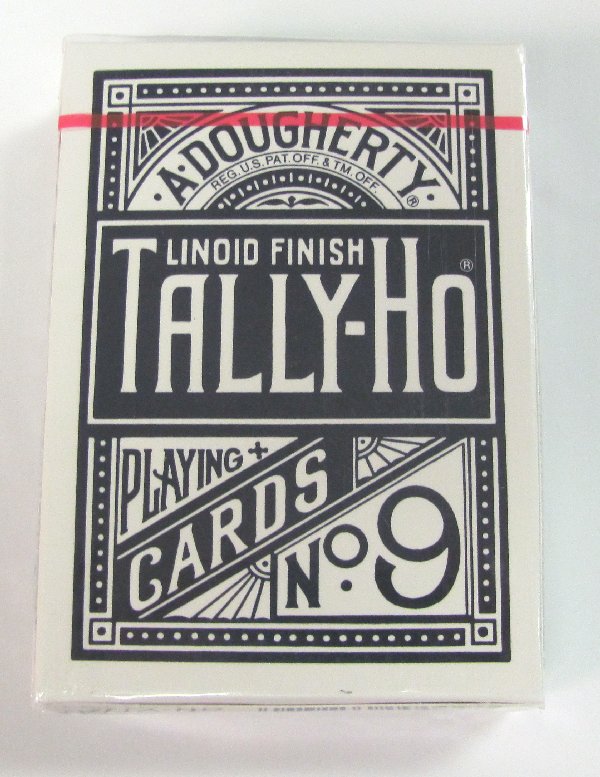 A·DOUGHERTY·®
REG. U.S. PAT. OFF. & TM. OFF.
LINOID FINISH
TALLY-HO®
PLAYING+
CARDS
No. 9